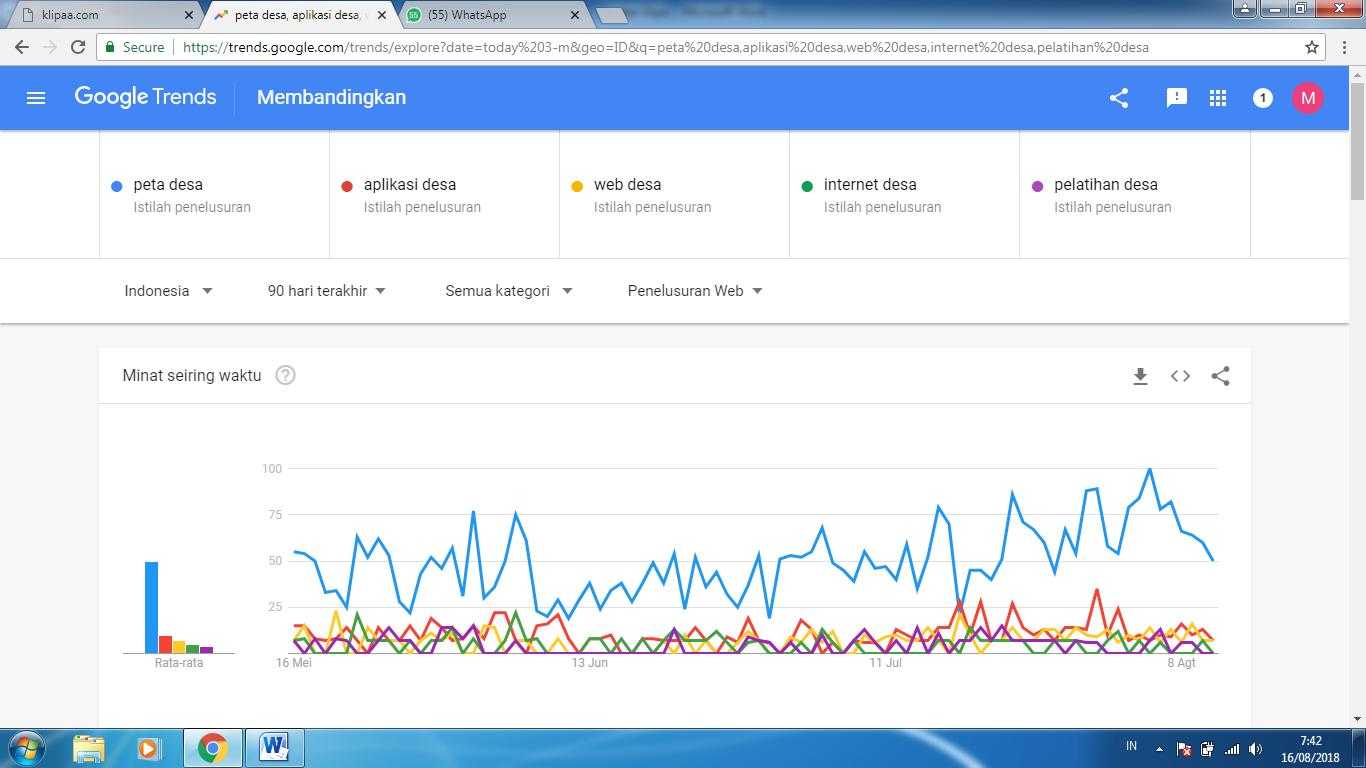 klipaa.com
peta desa, aplikasi desa,
(55) WhatsApp
Secure
https://trends.google.com/trends/explore?date=today%203-m&geo=ID&q=peta%20desa,aplikasi%20desa,web%20desa,internet%20desa,pelatihan%20desa
Google Trends
Membandingkan
1
M
peta desa
Istilah penelusuran
aplikasi desa
Istilah penelusuran
web desa
Istilah penelusuran
internet desa
Istilah penelusuran
pelatihan desa
Istilah penelusuran
Indonesia
90 hari terakhir
Semua kategori
Penelusuran Web
Minat seiring waktu
100
75
50
25
Rata-rata
16 Mei
13 Jun
11 Jul
8 Agt
IN
7:42
16/08/2018